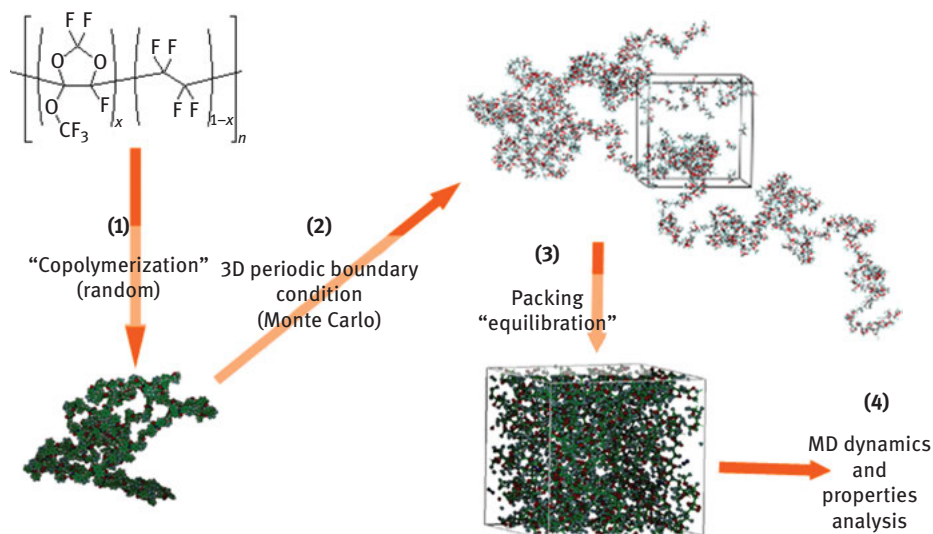 F F
O O
F
O
CF3
x
F F
F F
1–x
n
(1)
“Copolymerization”
(random)
(2)
3D periodic boundary
condition
(Monte Carlo)
(3)
Packing
“equilibration”
(4)
MD dynamics
and
properties
analysis